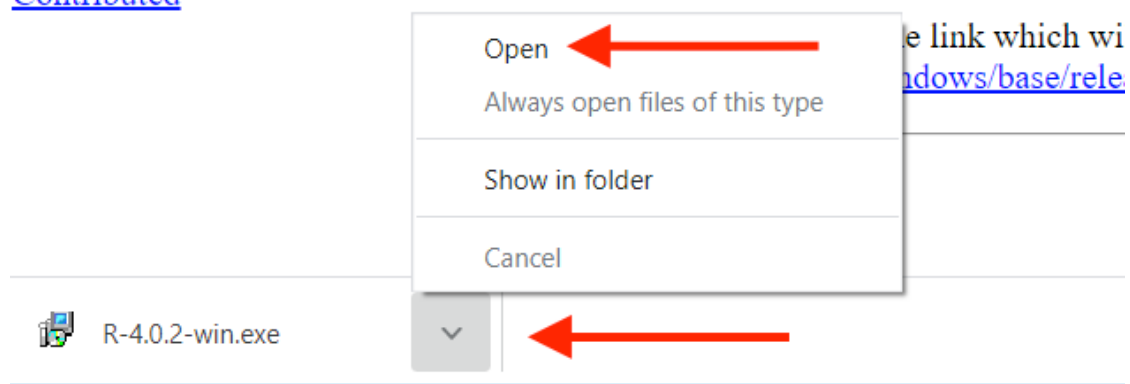 Contributed
Open
e link which wi
Always open files of this type
ndows/base/rele
Show in folder
Cancel
R-4.0.2-win.exe